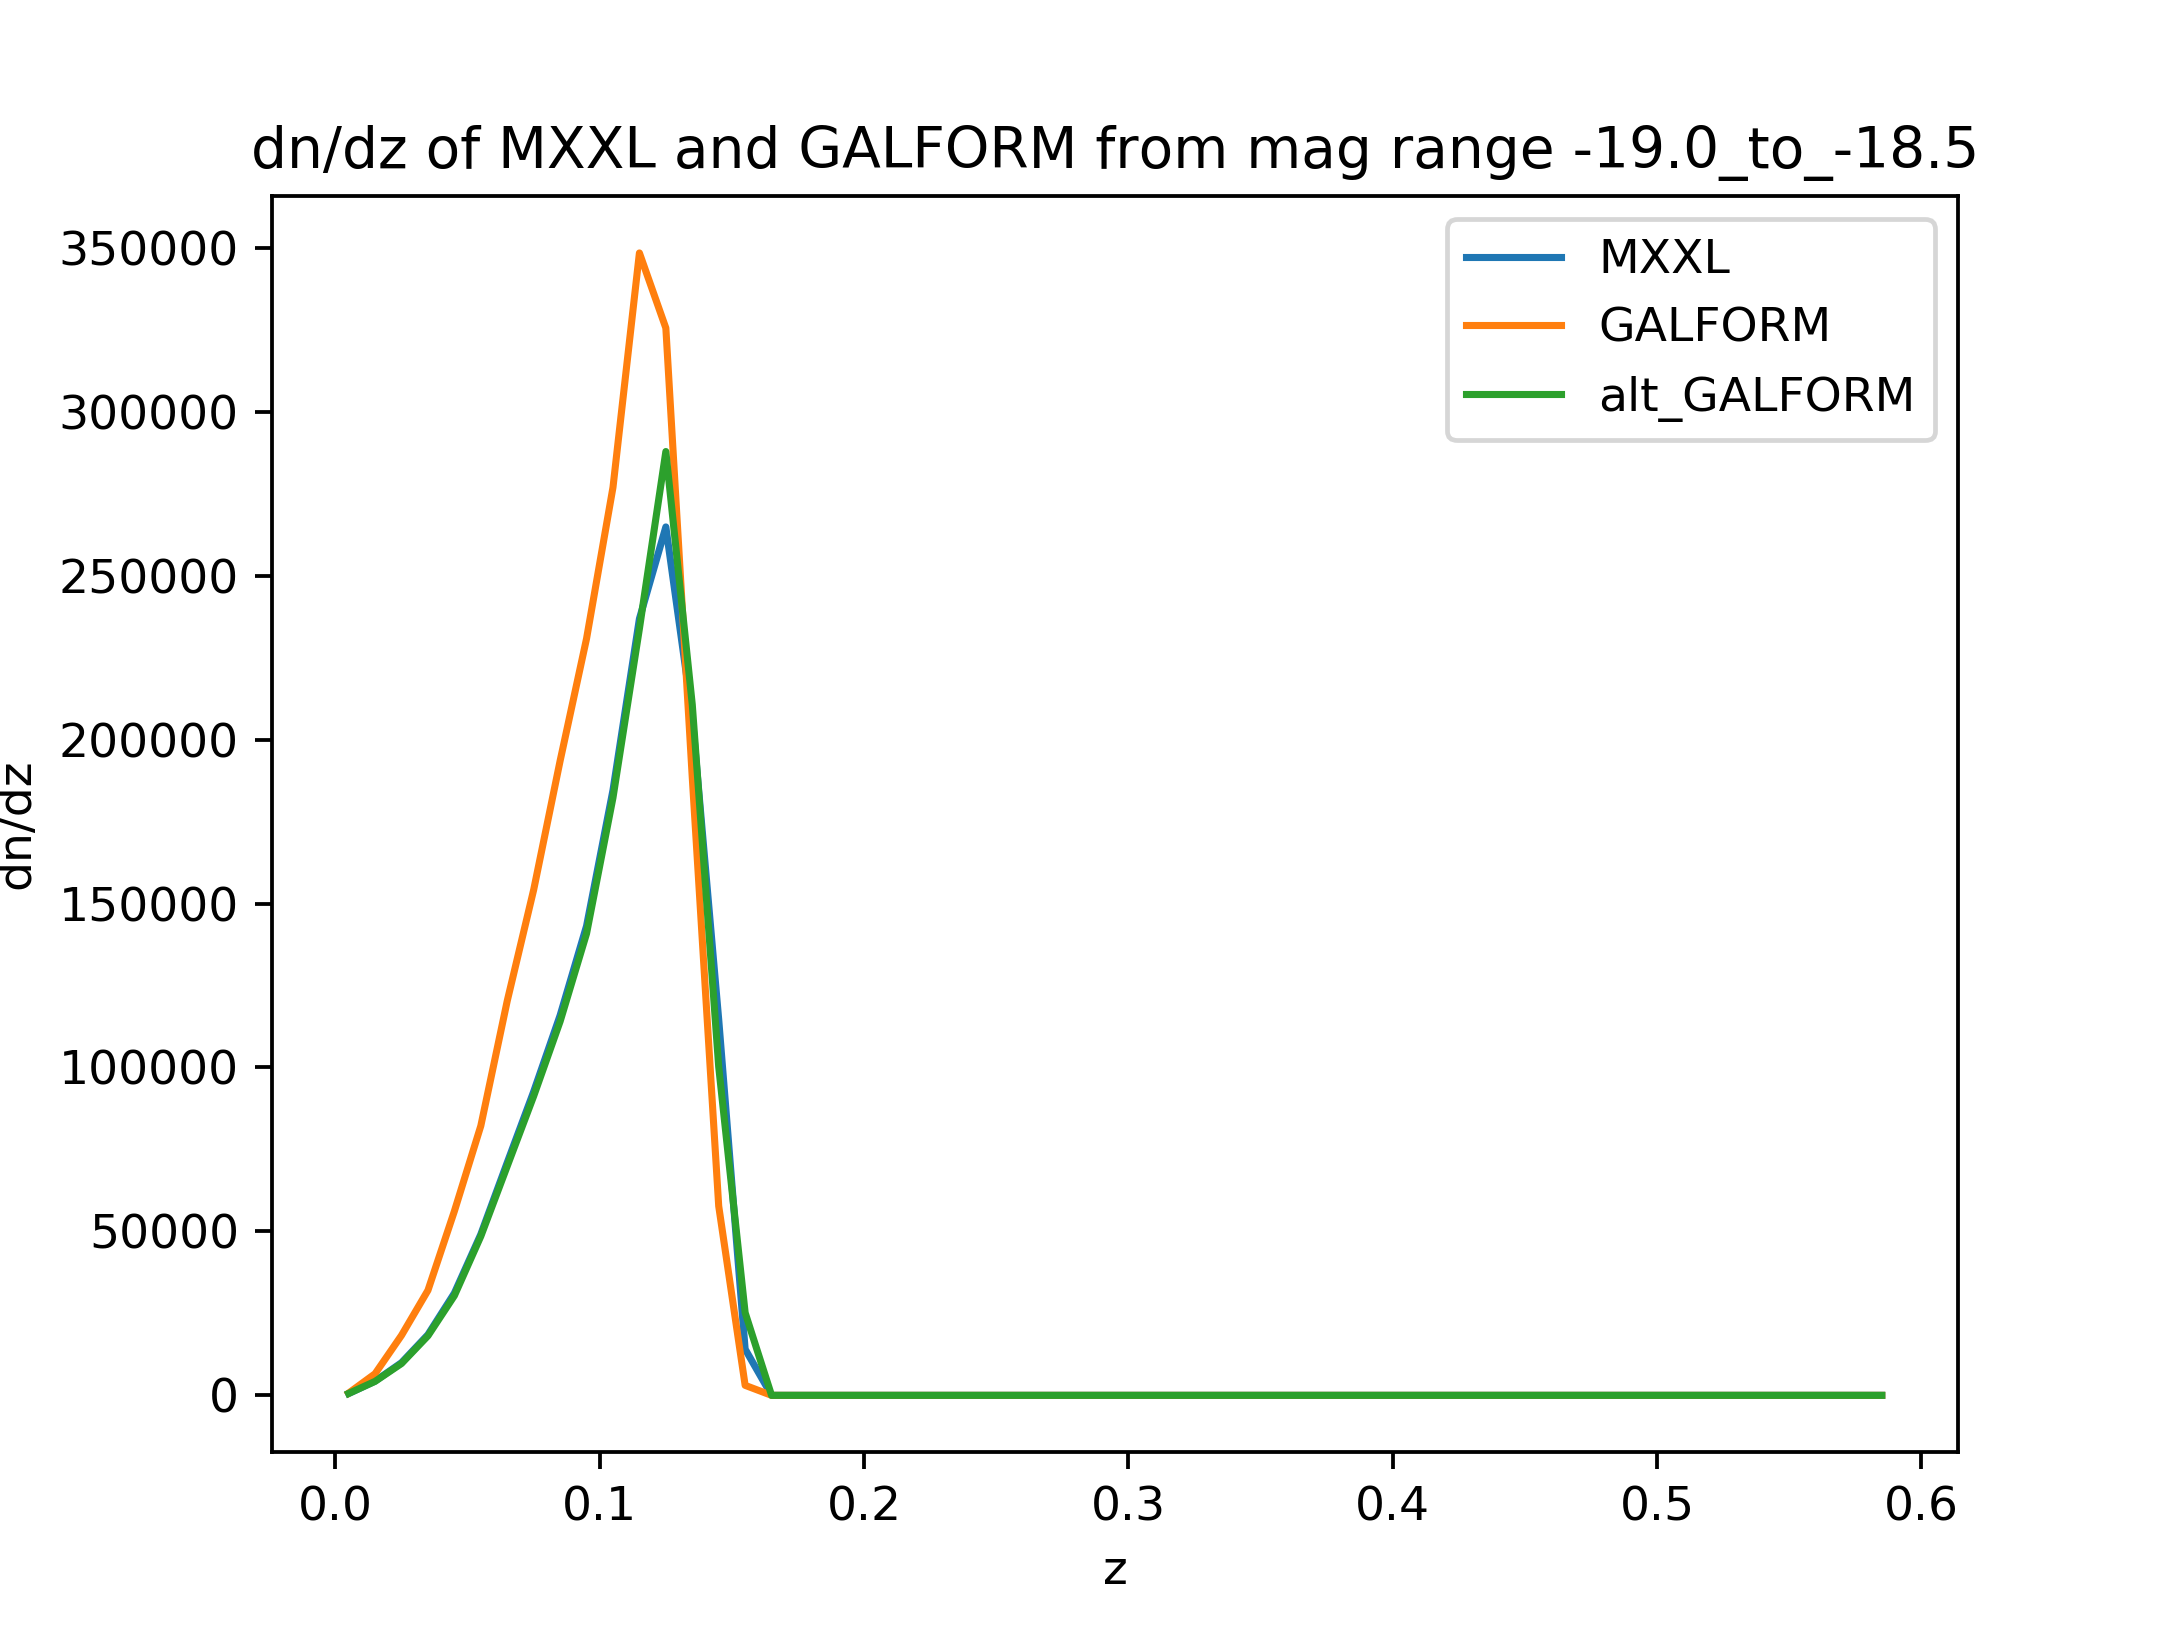 dn/dz of MXXL and GALFORM from mag range -19.0_to_-18.5
MXXL
GALFORM
alt_GALFORM
350000
300000
250000
200000
150000
100000
50000
0
dn/dz
0.0 0.1 0.2 0.3 0.4 0.5 0.6
z